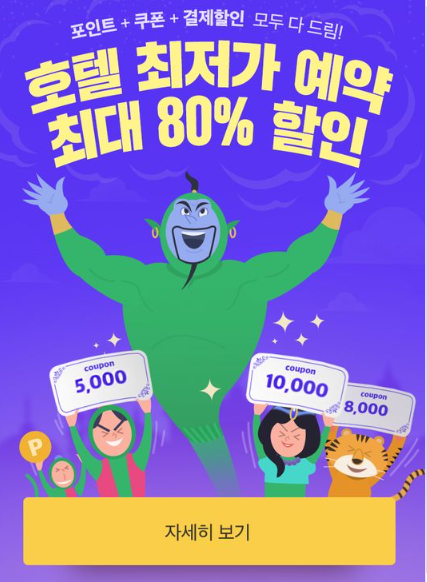 포인트 + 쿠폰 + 결제할인 모두 다 드림!
호텔 최저가 예약
최대 80% 할인
coupon
5,000
coupon
10,000
coupon
8,000
P
자세히 보기